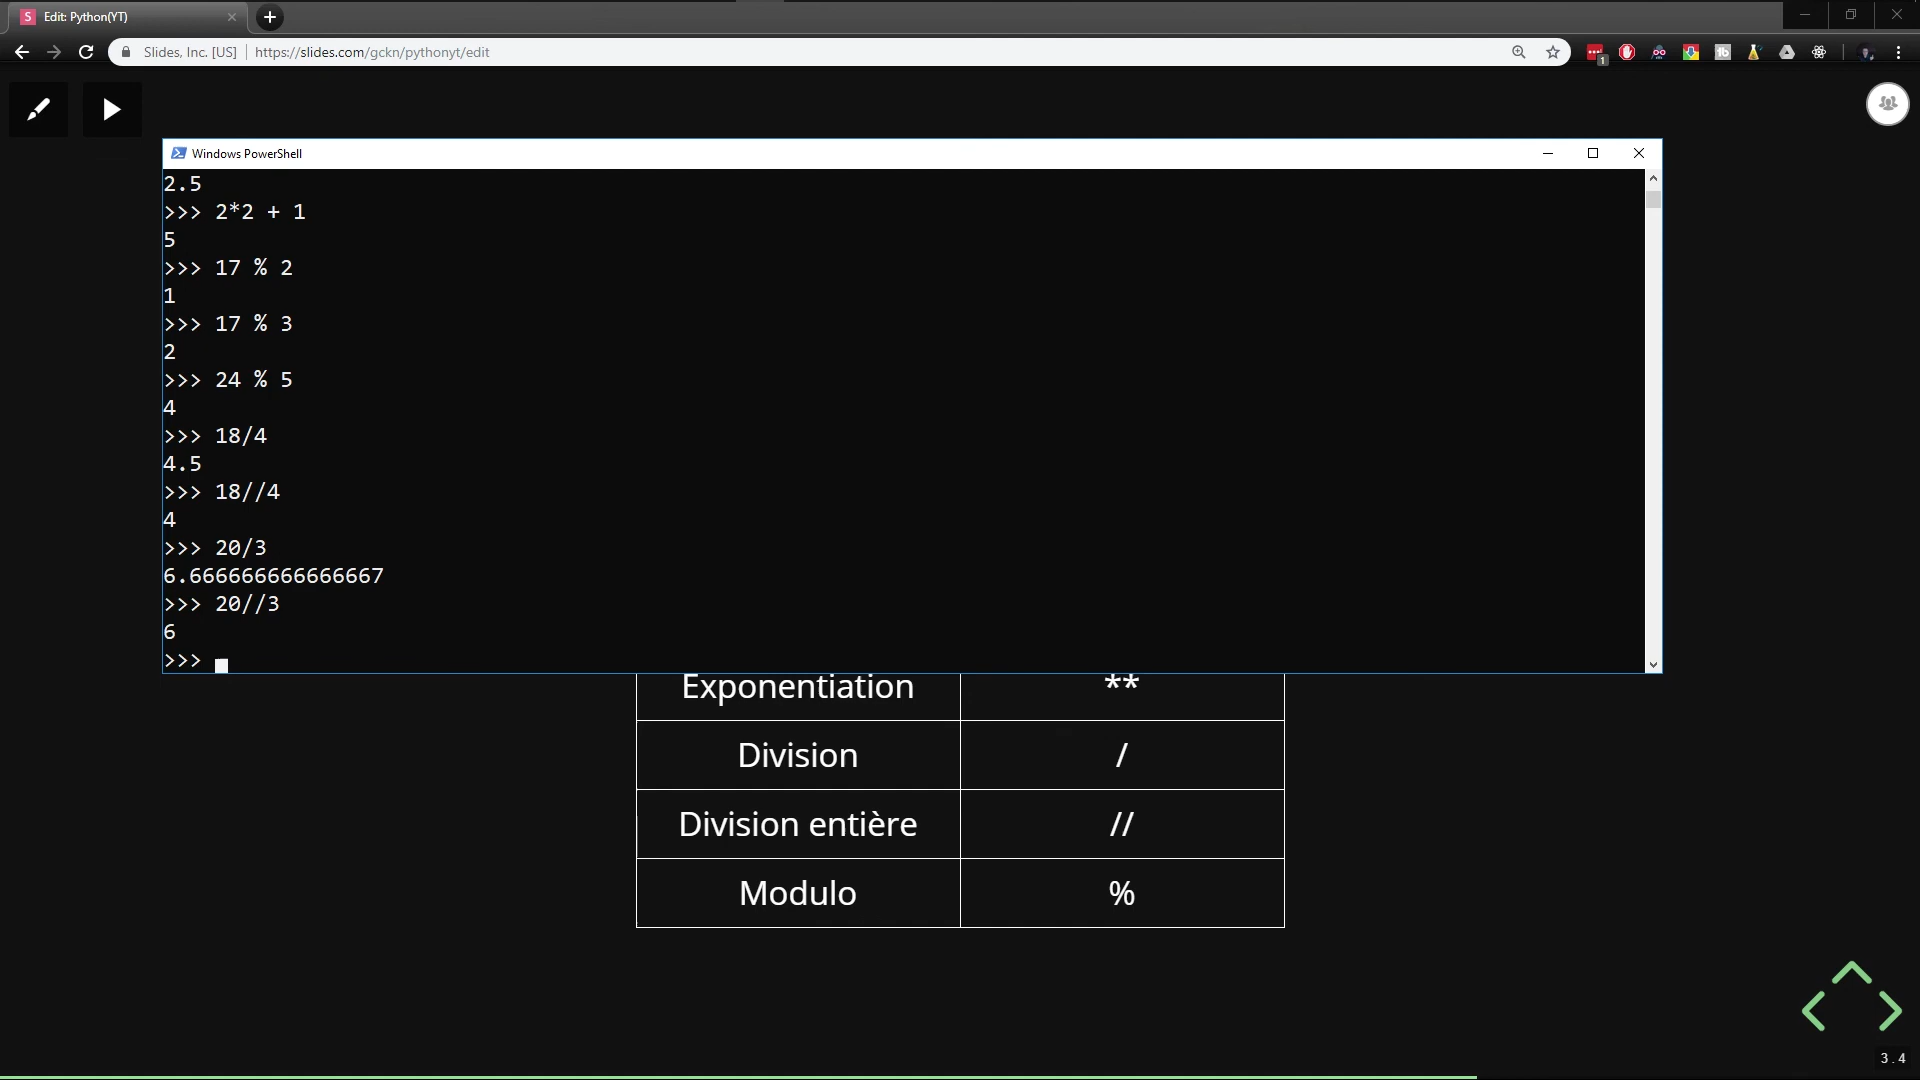 Edit: Python(YT)
Slides, Inc. [US] https://slides.com/gckn/pythonyt/edit
1
Windows PowerShell
2.5
>>> 2*2 + 1
5
>>> 17 % 2
1
>>> 17 % 3
2
>>> 24 % 5
4
>>> 18/4
4.5
>>> 18//4
4
>>> 20/3
6.666666666666667
>>> 20//3
6
>>>
Exponentiation **
Division /
Division entière //
Modulo %
3.4